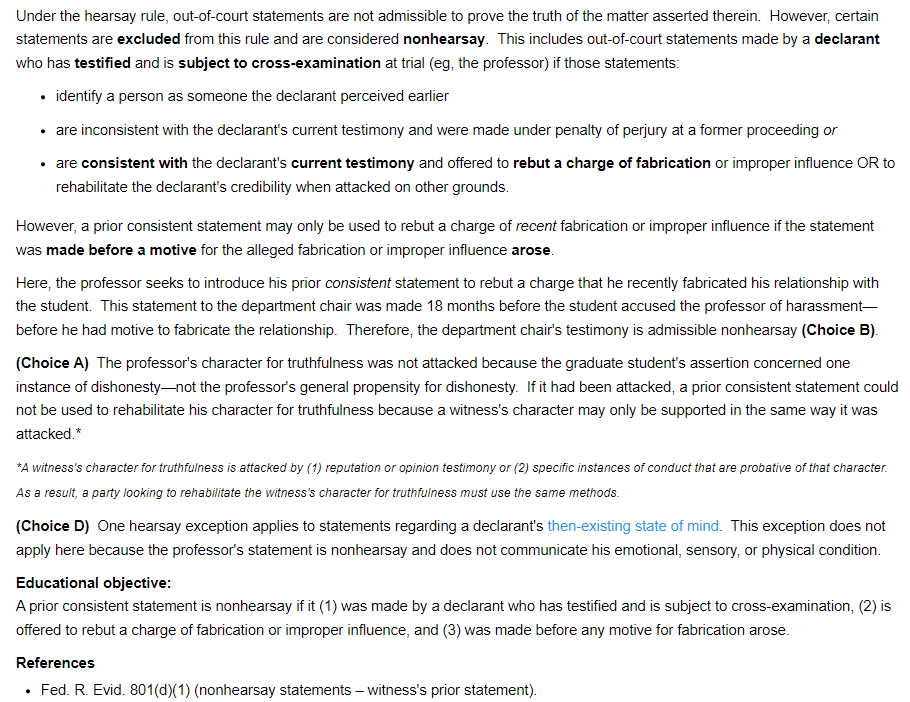 Under the hearsay rule, out-of-court statements are not admissible to prove the truth of the matter asserted therein.  However, certain
statements are excluded from this rule and are considered nonhearsay.  This includes out-of-court statements made by a declarant
who has testified and is subject to cross-examination at trial (eg, the professor) if those statements:
• identify a person as someone the declarant perceived earlier
• are inconsistent with the declarant's current testimony and were made under penalty of perjury at a former proceeding or
• are consistent with the declarant's current testimony and offered to rebut a charge of fabrication or improper influence OR to
rehabilitate the declarant's credibility when attacked on other grounds.
However, a prior consistent statement may only be used to rebut a charge of recent fabrication or improper influence if the statement
was made before a motive for the alleged fabrication or improper influence arose.
Here, the professor seeks to introduce his prior consistent statement to rebut a charge that he recently fabricated his relationship with
the student.  This statement to the department chair was made 18 months before the student accused the professor of harassment—
before he had motive to fabricate the relationship.  Therefore, the department chair's testimony is admissible nonhearsay (Choice B).
(Choice A)  The professor's character for truthfulness was not attacked because the graduate student's assertion concerned one
instance of dishonesty—not the professor's general propensity for dishonesty.  If it had been attacked, a prior consistent statement could
not be used to rehabilitate his character for truthfulness because a witness's character may only be supported in the same way it was
attacked.*
*A witness's character for truthfulness is attacked by (1) reputation or opinion testimony or (2) specific instances of conduct that are probative of that character.
As a result, a party looking to rehabilitate the witness's character for truthfulness must use the same methods.
(Choice D)  One hearsay exception applies to statements regarding a declarant's then-existing state of mind.  This exception does not
apply here because the professor's statement is nonhearsay and does not communicate his emotional, sensory, or physical condition.
Educational objective:
A prior consistent statement is nonhearsay if it (1) was made by a declarant who has testified and is subject to cross-examination, (2) is
offered to rebut a charge of fabrication or improper influence, and (3) was made before any motive for fabrication arose.
References
• Fed. R. Evid. 801(d)(1) (nonhearsay statements – witness's prior statement).